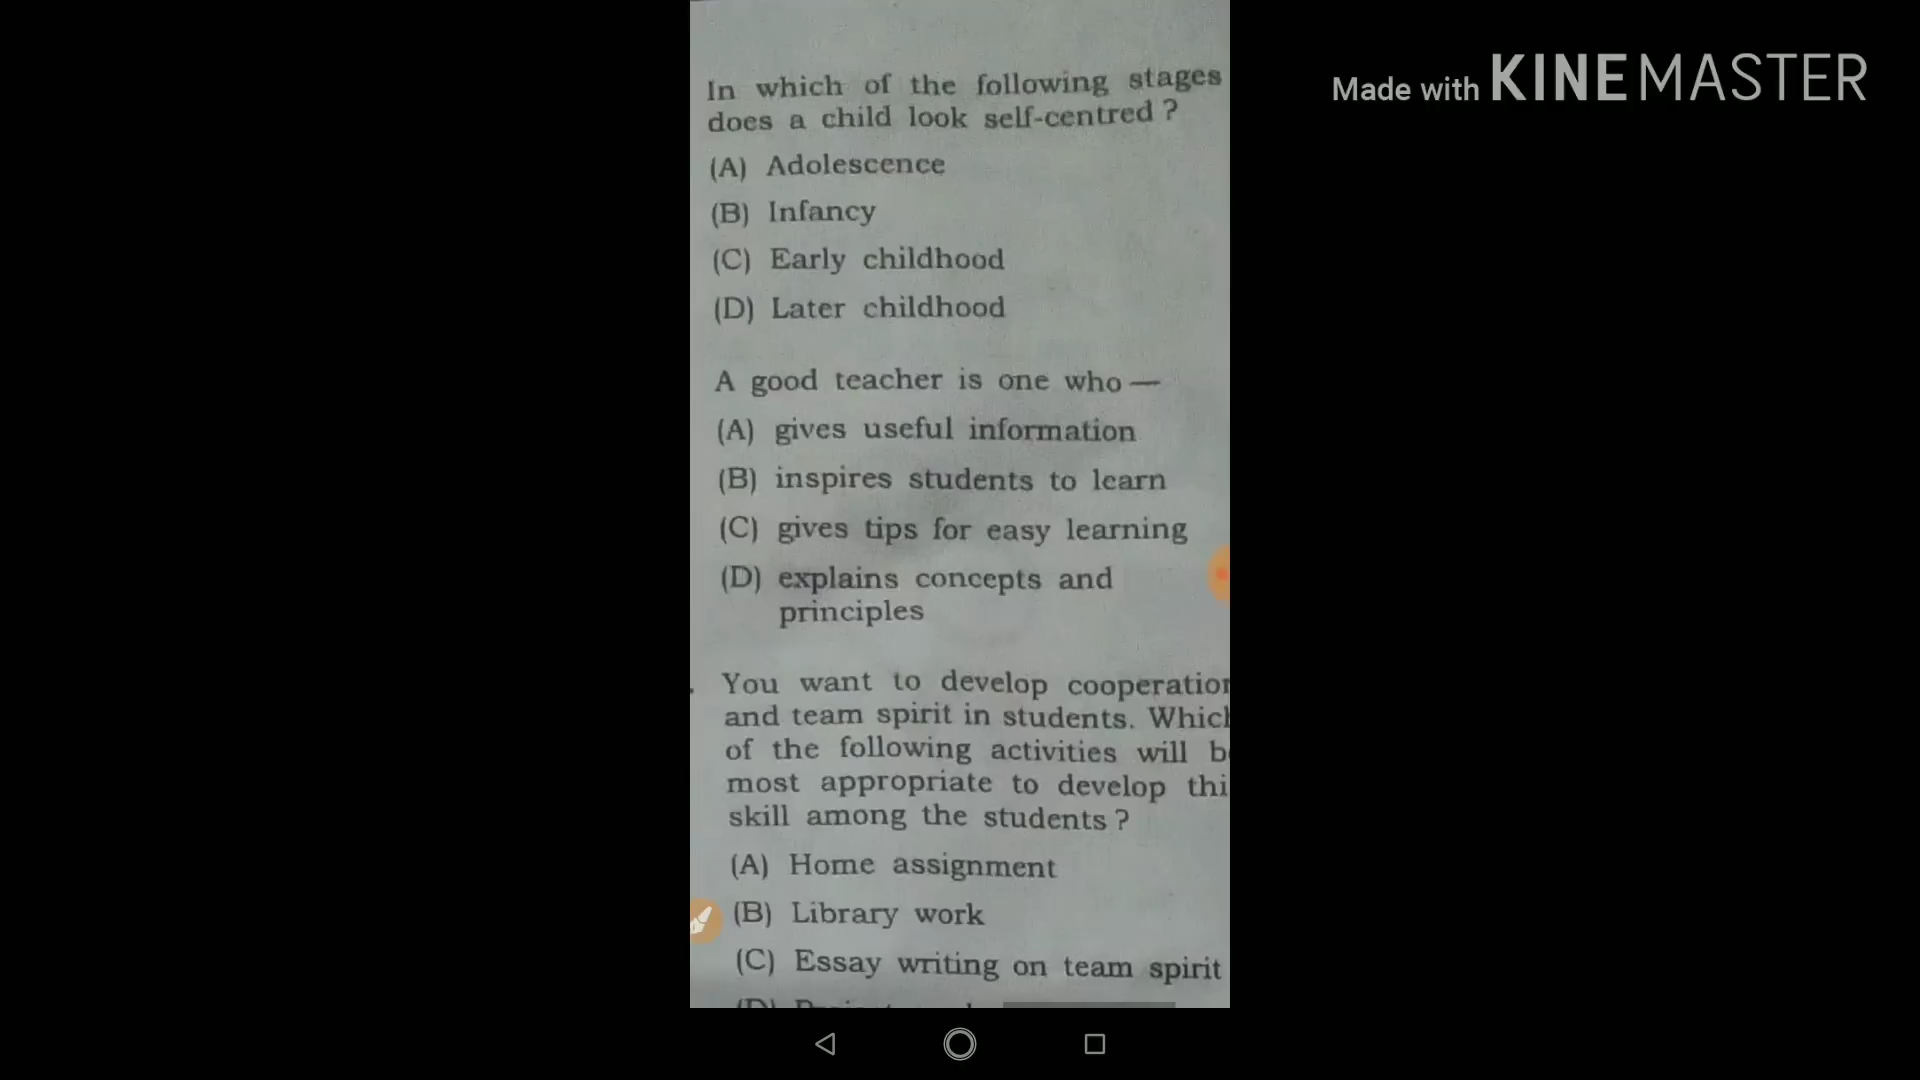 Made with KINEMASTER
In which of the following stages
does a child look self-centred ?
(A) Adolescence
(B) Infancy
(C) Early childhood
(D) Later childhood
A good teacher is one who —
(A) gives useful information
(B) inspires students to learn
(C) gives tips for easy learning
(D) explains concepts and
principles
You want to develop
and team spirit in students.
of the following activities will
most appropriate to develop
skill among the students ?
(A) Home assignment
(B) Library work
(C) Essay writing on team spirit
(D)